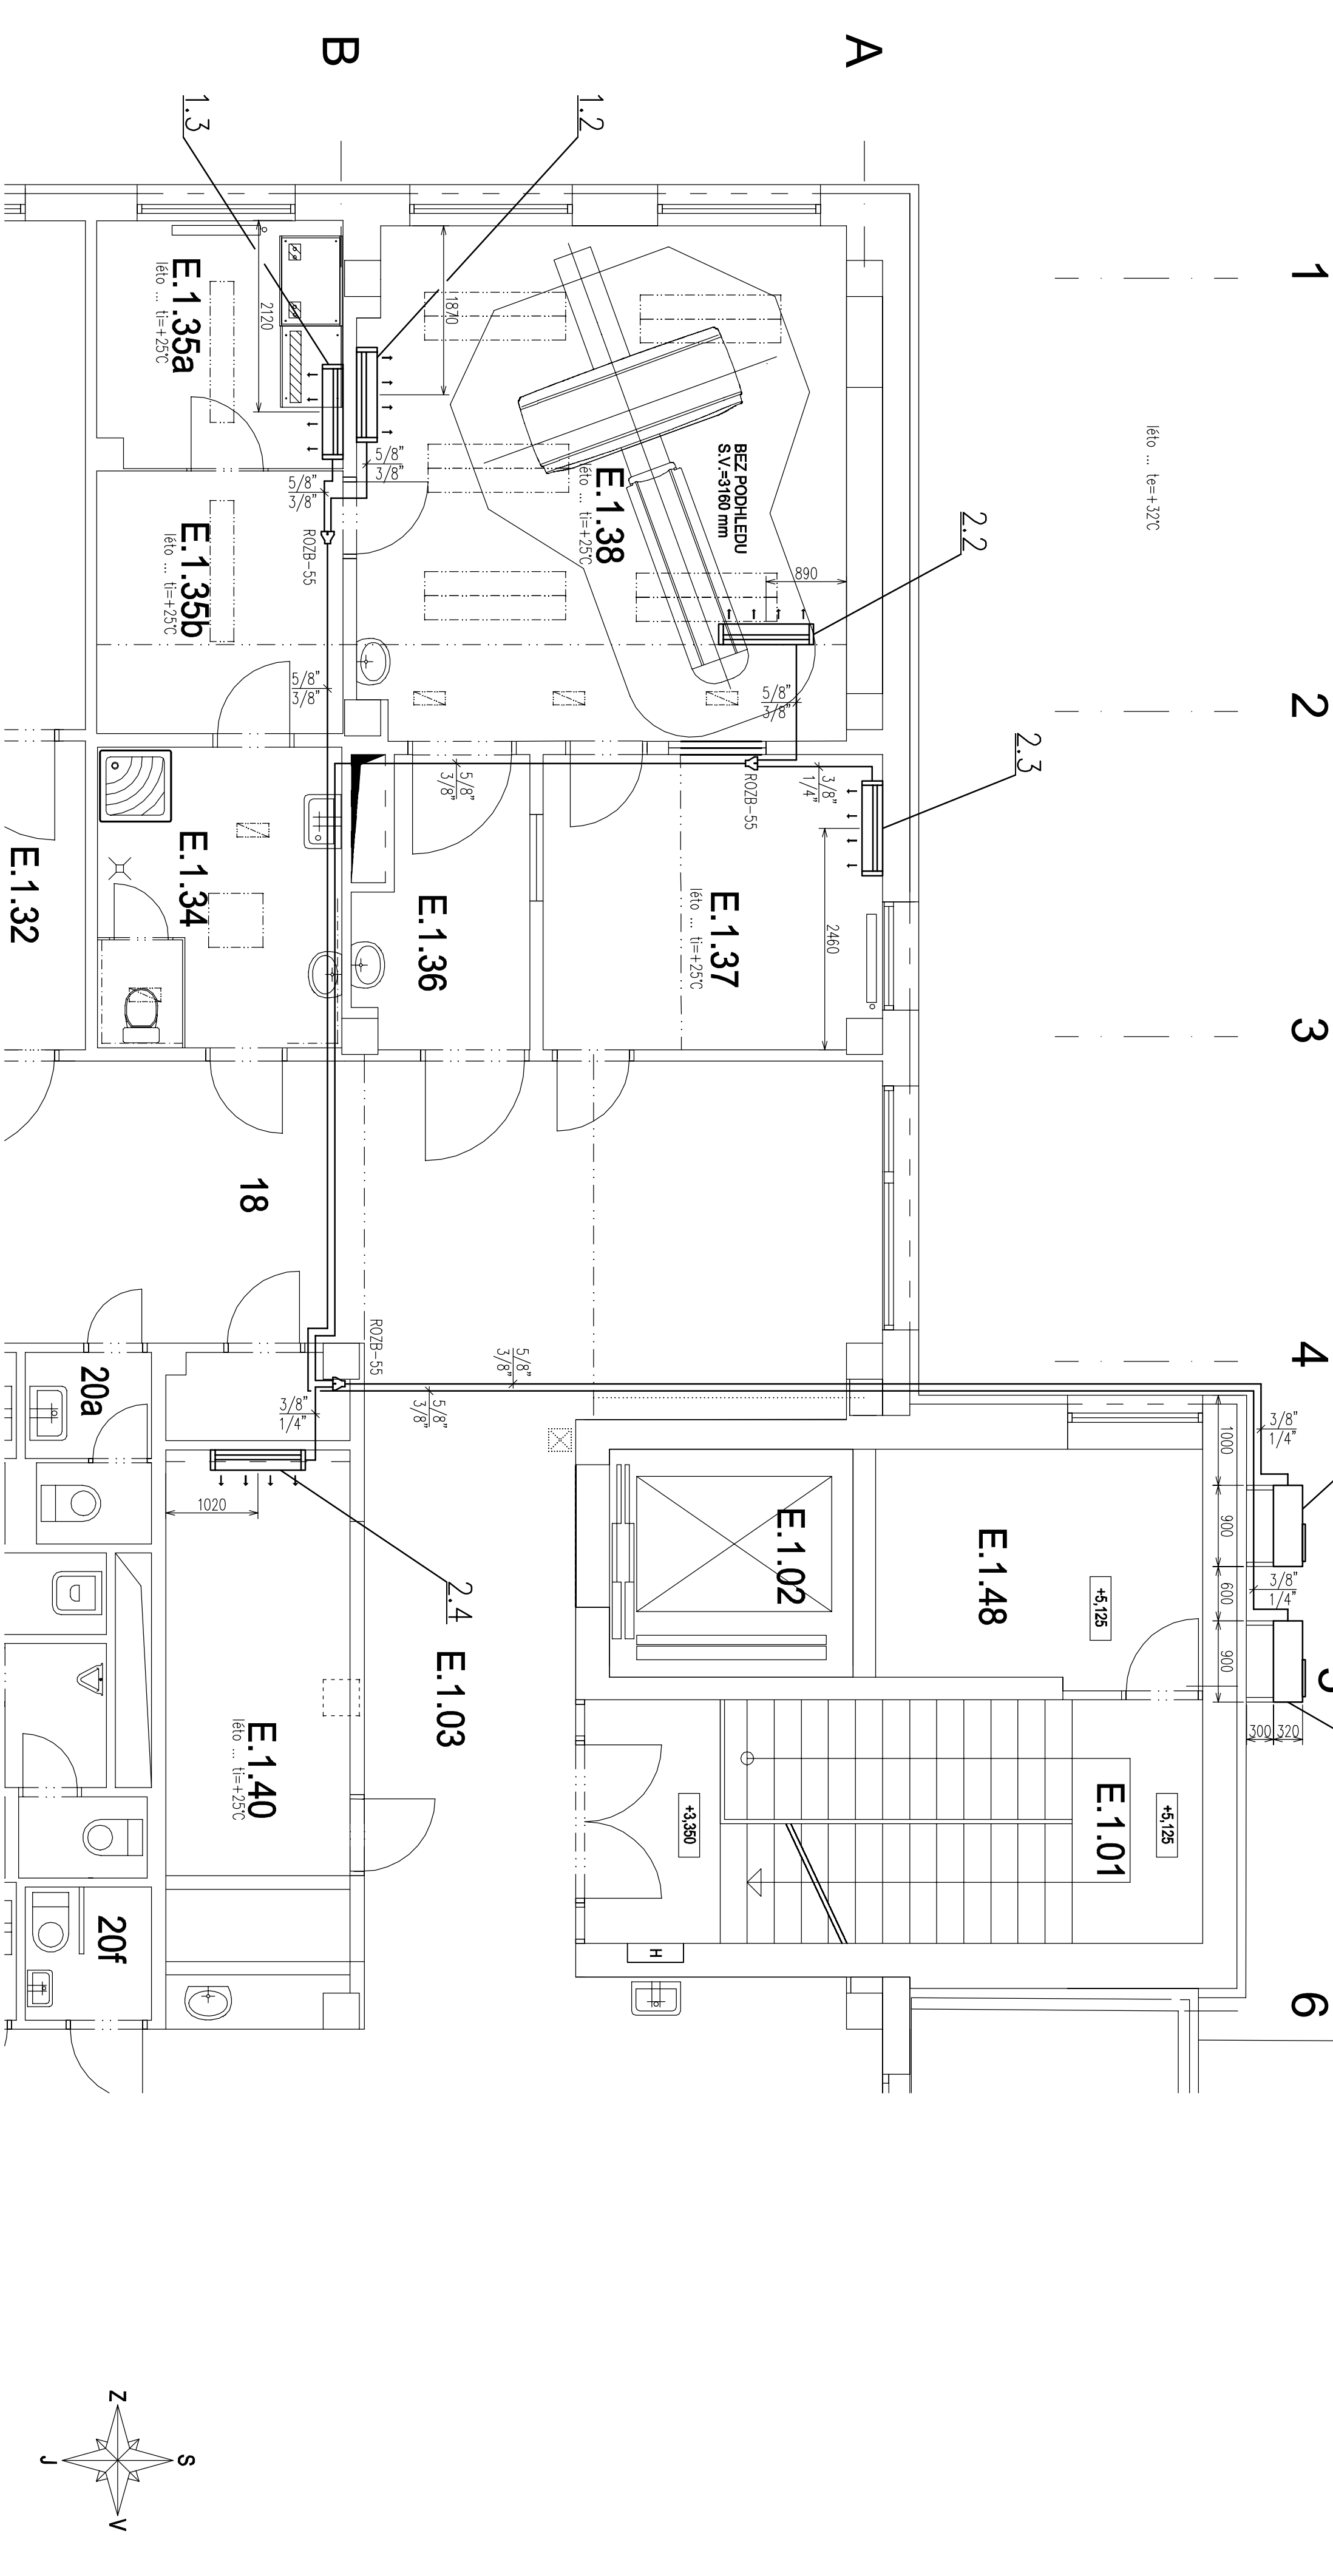 1
2
3
4
6
A
B
léto ... te=+32°C
1.2
1.3
2.2
2.3
2.4
1870
2120
890
2460
1020
BEZ PODHLEDU
S.V.=3160 mm
E.1.38
léto ... ti=+25°C
E.1.35a
léto ... ti=+25°C
E.1.35b
léto ... ti=+25°C
E.1.37
léto ... ti=+25°C
E.1.36
E.1.34
E.1.32
18
E.1.40
léto ... ti=+25°C
E.1.03
E.1.02
E.1.48
E.1.01
20a
20f
5/8"
3/8"
5/8"
3/8"
ROZB-55
5/8"
3/8"
5/8"
3/8"
5/8"
3/8"
ROZB-55
3/8"
1/4"
ROZB-55
5/8"
3/8"
5/8"
3/8"
3/8"
1/4"
3/8"
1/4"
3/8"
1/4"
1000
900
600
900
300
320
+5,125
+5,125
+3,350
H
S
Z
V
J